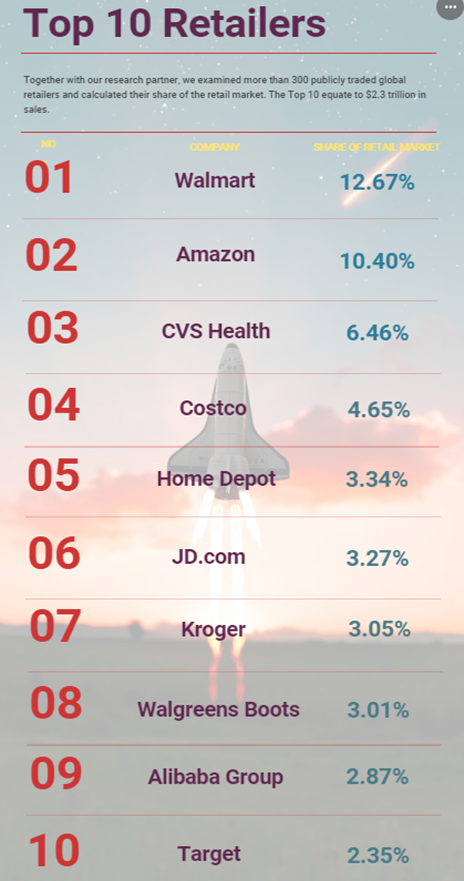 Top 10 Retailers
Together with our research partner, we examined more than 300 publicly traded global
retailers and calculated their share of the retail market. The Top 10 equate to $2.3 trillion in
sales.
NO COMPANY SHARE OF RETAIL MARKET
01 Walmart 12.67%
02 Amazon 10.40%
03 CVS Health 6.46%
04 Costco 4.65%
05 Home Depot 3.34%
06 JD.com 3.27%
07 Kroger 3.05%
08 Walgreens Boots 3.01%
09 Alibaba Group 2.87%
10 Target 2.35%